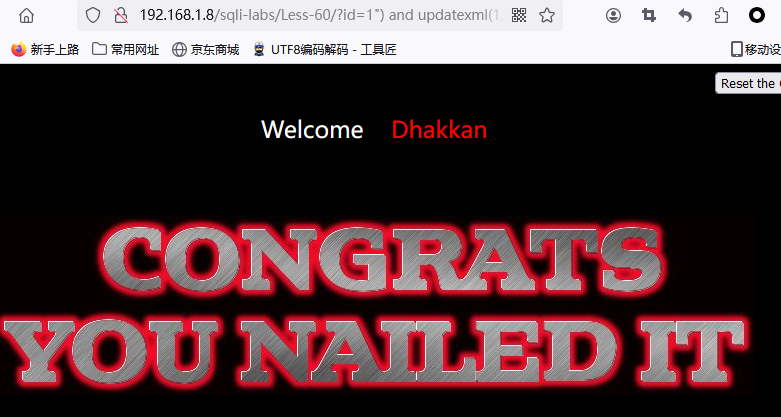 192.168.1.8/sqli-labs/Less-60/?id=1") and updatexml(1
新手上路 常用网址 京东商城 UTF8编码解码 - 工具匠 移动设
Reset the
Welcome Dhakkan
CONGRATS
YOU NAILED IT